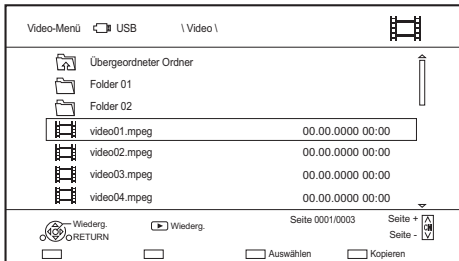 Video-Menü USB \ Video \
Übergeordneter Ordner
Folder 01
Folder 02
video01.mpeg 00.00.0000 00:00
video02.mpeg 00.00.0000 00:00
video03.mpeg 00.00.0000 00:00
video04.mpeg 00.00.0000 00:00
Wiederg. Wiederg. Seite 0001/0003 Seite +
CH
RETURN Seite -
Auswählen Kopieren